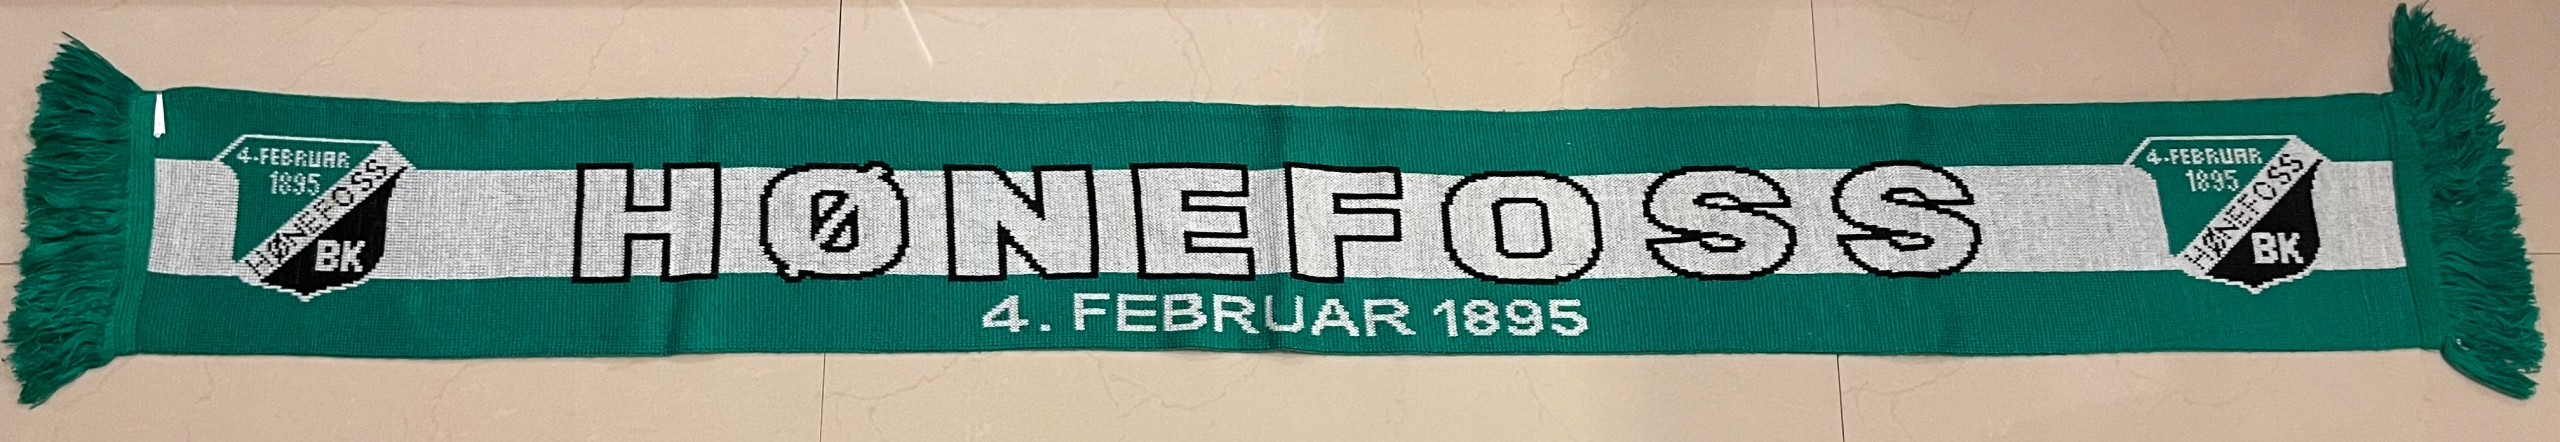 4.FEBRUAR
1895
HØNEFOSS
BK
HØNEFOSS
4. FEBRUAR 1895
4.FEBRUAR
1895
HØNEFOSS
BK